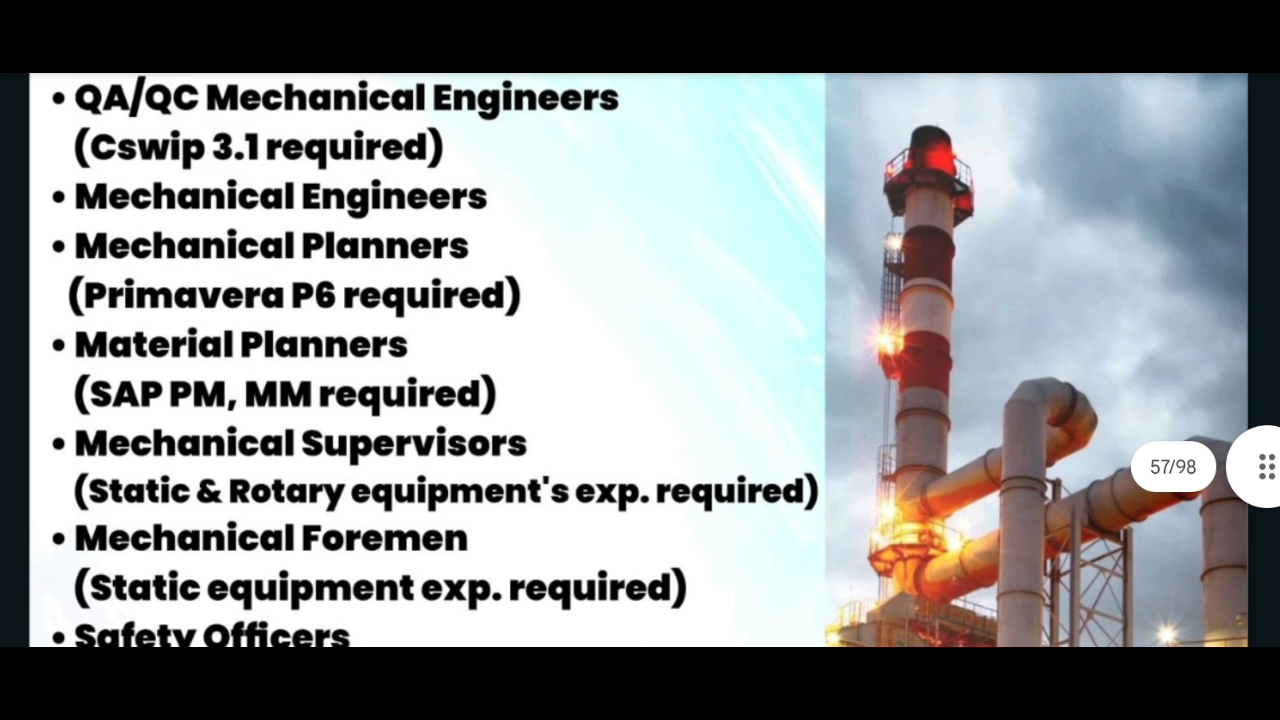 • QA/QC Mechanical Engineers
(Cswip 3.1 required)
• Mechanical Engineers
• Mechanical Planners
(Primavera P6 required)
• Material Planners
(SAP PM, MM required)
• Mechanical Supervisors
(Static & Rotary equipment's exp. required)
• Mechanical Foremen
(Static equipment exp. required)
• Safety Officers
57/98